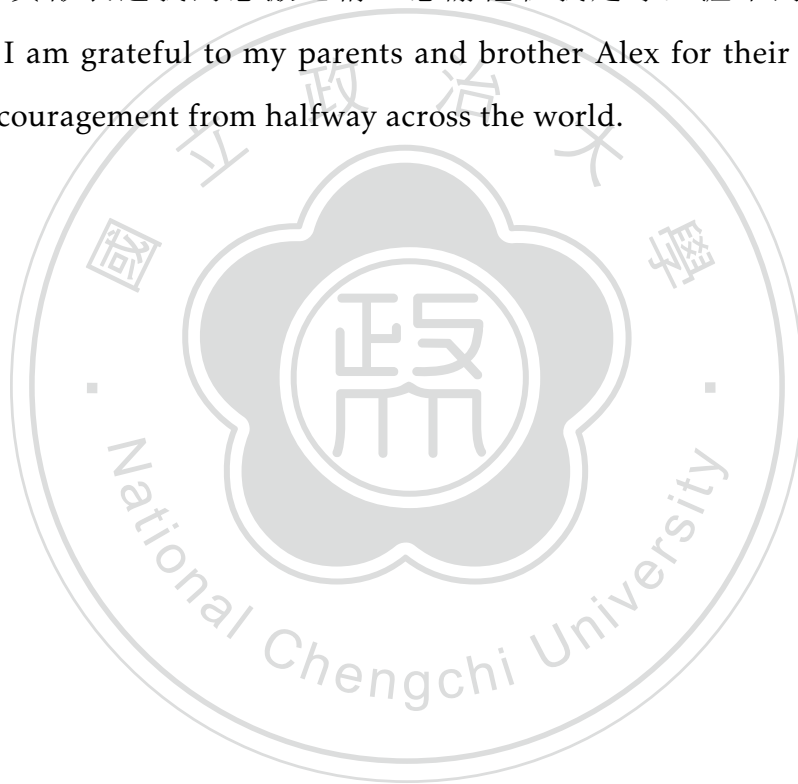 I am grateful to my parents and brother Alex for their
couragement from halfway across the world.
國立政治大學
政
National Chengchi University